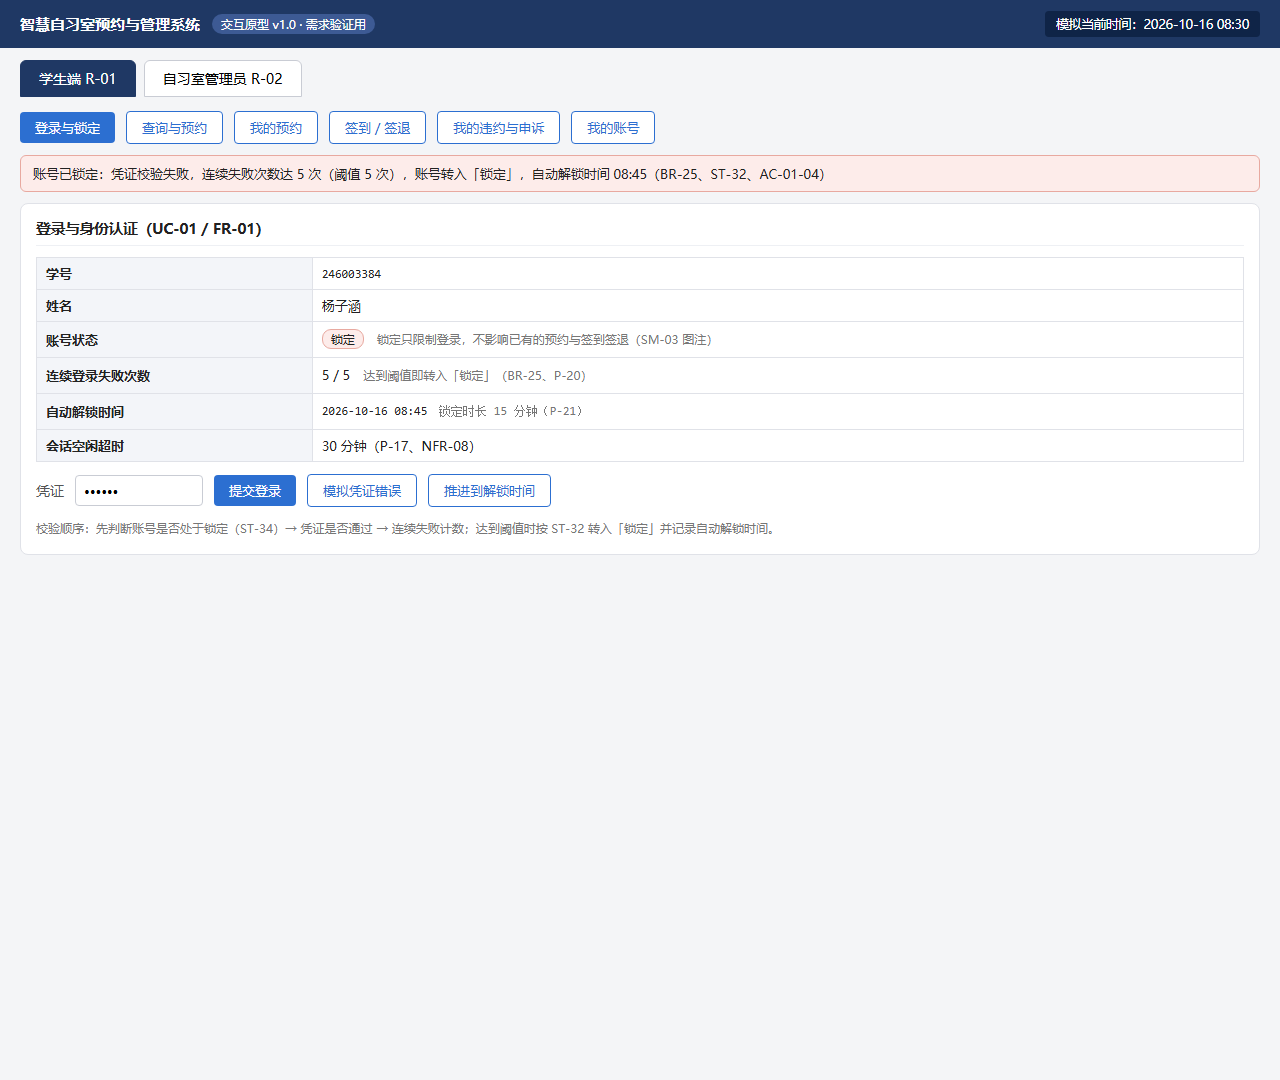 智慧自习室预约与管理系统 交互原型 v1.0 · 需求验证用 模拟当前时间：2026-10-16 08:30
学生端 R-01 自习室管理员 R-02
登录与锁定 查询与预约 我的预约 签到 / 签退 我的违约与申诉 我的账号
账号已锁定：凭证校验失败，连续失败次数达 5 次（阈值 5 次），账号转入「锁定」，自动解锁时间 08:45（BR-25、ST-32、AC-01-04）
登录与身份认证（UC-01 / FR-01）
学号 246003384
姓名 杨子涵
账号状态 锁定 锁定只限制登录，不影响已有的预约与签到签退（SM-03 图注）
连续登录失败次数 5 / 5 达到阈值即转入「锁定」（BR-25、P-20）
自动解锁时间 2026-10-16 08:45 锁定时长 15 分钟（P-21）
会话空闲超时 30 分钟（P-17、NFR-08）
凭证 •••••• 提交登录 模拟凭证错误 推进到解锁时间
校验顺序：先判断账号是否处于锁定（ST-34）→ 凭证是否通过 → 连续失败计数；达到阈值时按 ST-32 转入「锁定」并记录自动解锁时间。